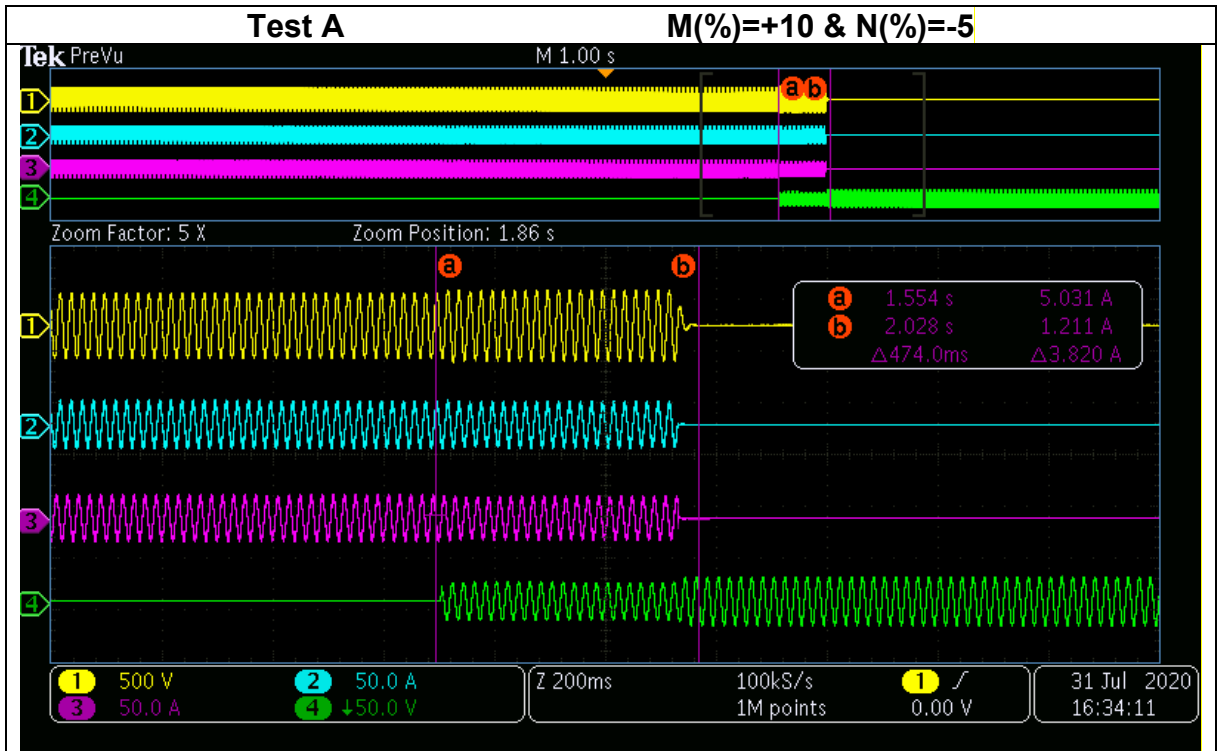 Test A M(%)=+10 & N(%)=-5
Tek PreVu M 1.00 s
a b
1
2
3
4
Zoom Factor: 5 X Zoom Position: 1.86 s
a b
a 1.554 s 5.031 A
b 2.028 s 1.211 A
△474.0ms △3.820 A
1
2
3
4
1 500 V 2 50.0 A Z 200ms 100kS/s 1 31 Jul 2020
3 50.0 A 4 ↓50.0 V 1M points 0.00 V 16:34:11